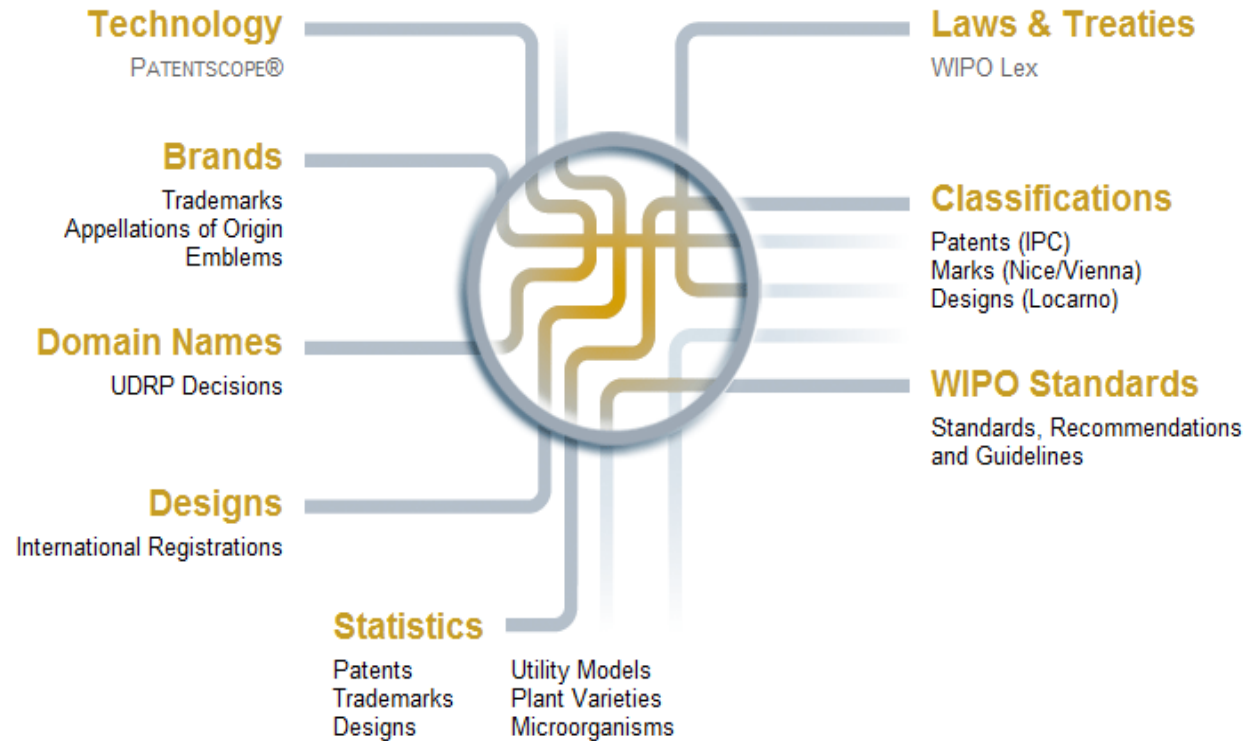 Technology
PATENTSCOPE®
Brands
Trademarks
Appellations of Origin
Emblems
Domain Names
UDRP Decisions
Designs
International Registrations
Statistics
Patents
Trademarks
Designs
Utility Models
Plant Varieties
Microorganisms
Laws & Treaties
WIPO Lex
Classifications
Patents (IPC)
Marks (Nice/Vienna)
Designs (Locarno)
WIPO Standards
Standards, Recommendations
and Guidelines